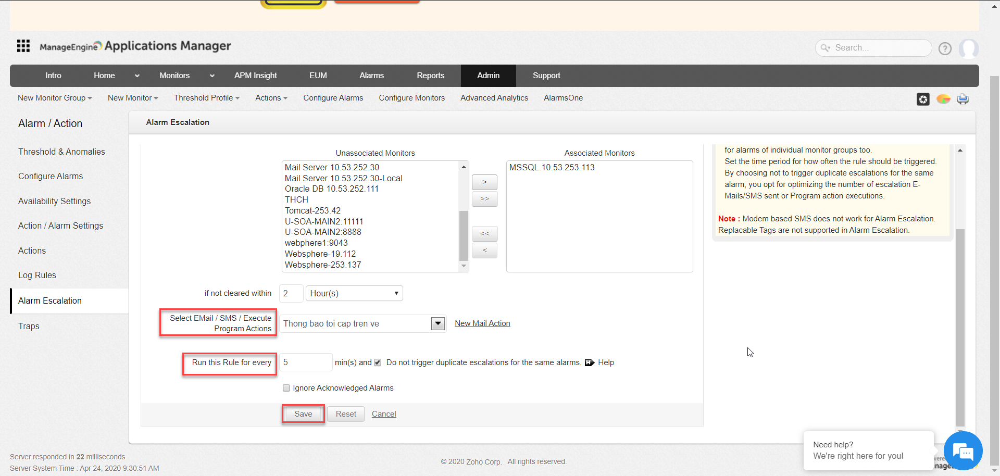 ManageEngine Applications Manager
Search...
?
Intro Home Monitors APM Insight EUM Alarms Reports Admin Support
New Monitor Group New Monitor Threshold Profile Actions Configure Alarms Configure Monitors Advanced Analytics AlarmsOne
Alarm / Action
Threshold & Anomalies
Configure Alarms
Availability Settings
Action / Alarm Settings
Actions
Log Rules
Alarm Escalation
Traps
Alarm Escalation
Unassociated Monitors
Mail Server 10.53.252.30
Mail Server 10.53.252.30-Local
Oracle DB 10.53.252.111
THCH
Tomcat-253.42
U-SOA-MAIN2:11111
U-SOA-MAIN2:8888
webphere1:9043
Websphere-19.112
Websphere-253.137
>
>>
<<
<
Associated Monitors
MSSQL.10.53.253.113
if not cleared within 2 Hour(s)
Select EMail / SMS / Execute
Program Actions
Thong bao toi cap tren ve
New Mail Action
Run this Rule for every 5 min(s) and Do not trigger duplicate escalations for the same alarms. Help
Ignore Acknowledged Alarms
Save Reset Cancel
for alarms of individual monitor groups too.
Set the time period for how often the rule should be triggered.
By choosing not to trigger duplicate escalations for the same
alarm, you opt for optimizing the number of escalation E-
Mails/SMS sent or Program action executions.
Note : Modem based SMS does not work for Alarm Escalation.
Replacable Tags are not supported in Alarm Escalation.
Need help?
We're right here for you!
Server responded in 22 milliseconds
Server System Time : Apr 24, 2020 9:30:51 AM
© 2020 Zoho Corp. All rights reserved.